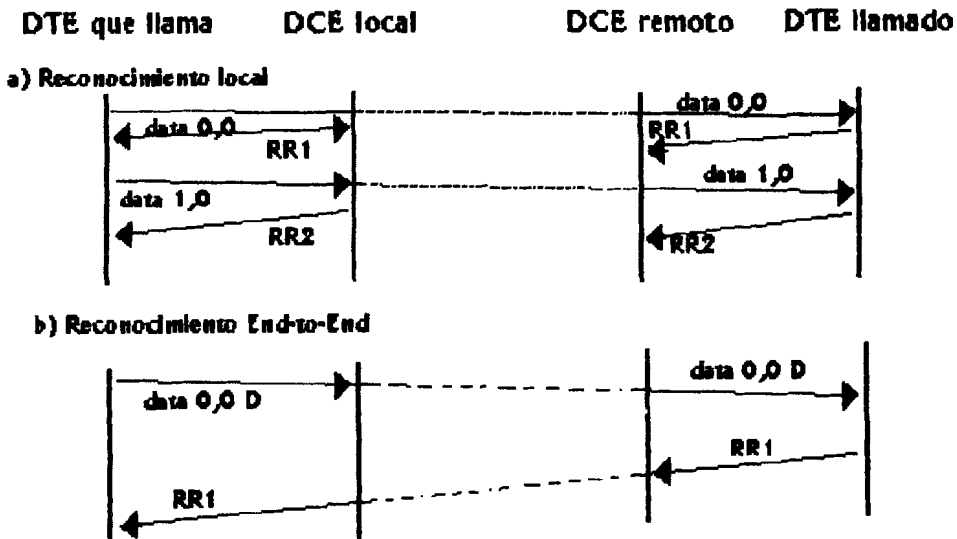 DTE que llama DCE local DCE remoto DTE llamado
a) Reconocimiento local
data 0,0
data 0,0
RR1
RR1
data 1,0
data 1,0
RR2
RR2
b) Reconocimiento End-to-End
data 0,0 D
data 0,0 D
RR1
RR1